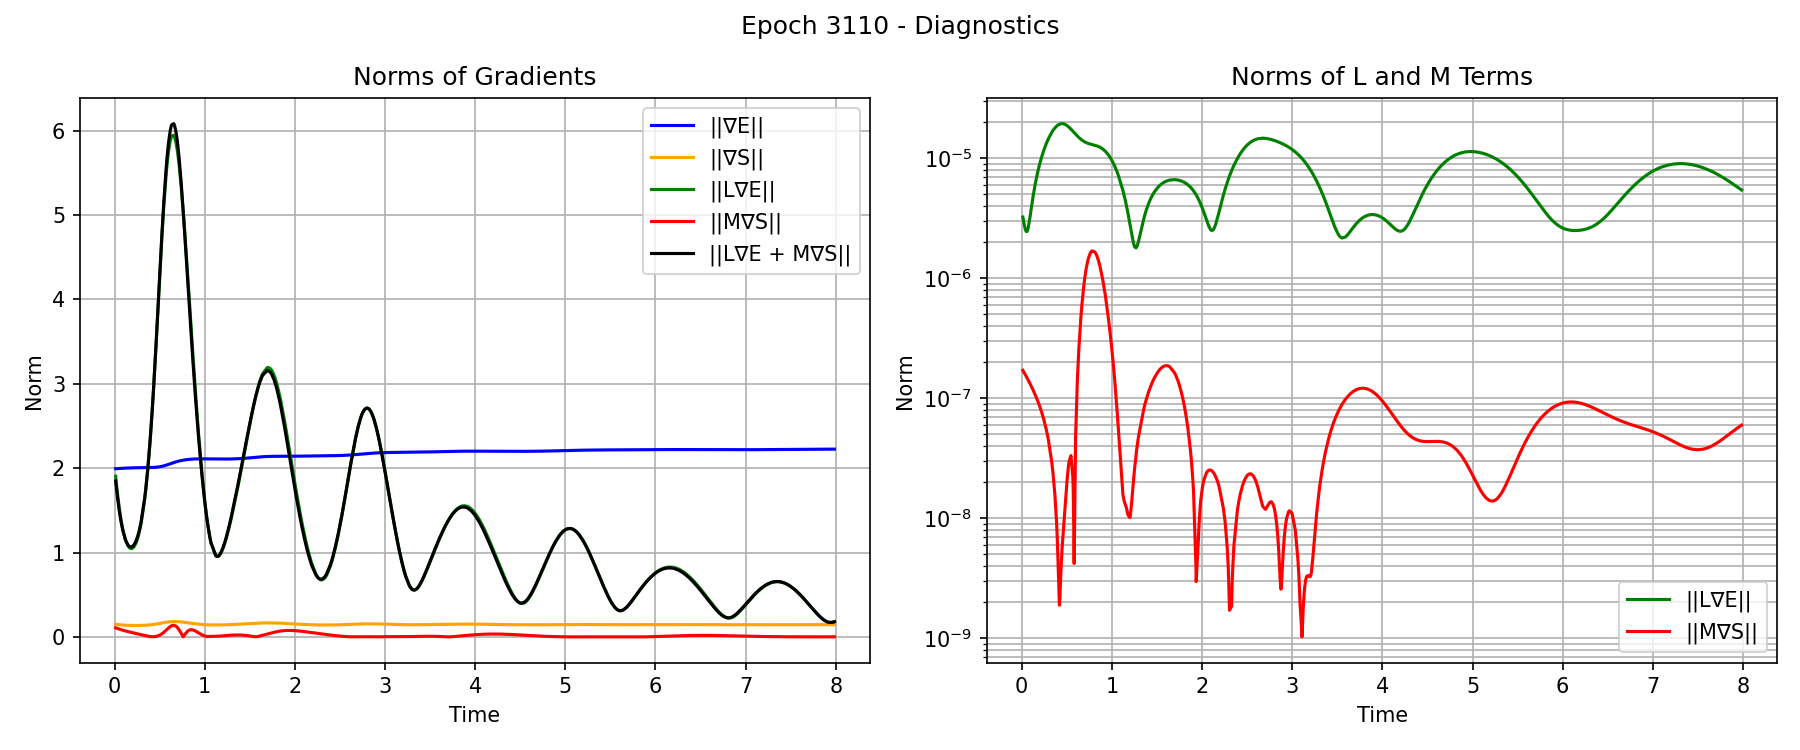 Epoch 3110 - Diagnostics
Norms of Gradients
Norm
6
5
4
3
2
1
0
||∇E||
||∇S||
||L∇E||
||M∇S||
||L∇E + M∇S||
0 1 2 3 4 5 6 7 8
Time
Norms of L and M Terms
Norm
10⁻⁵
10⁻⁶
10⁻⁷
10⁻⁸
10⁻⁹
||L∇E||
||M∇S||
0 1 2 3 4 5 6 7 8
Time